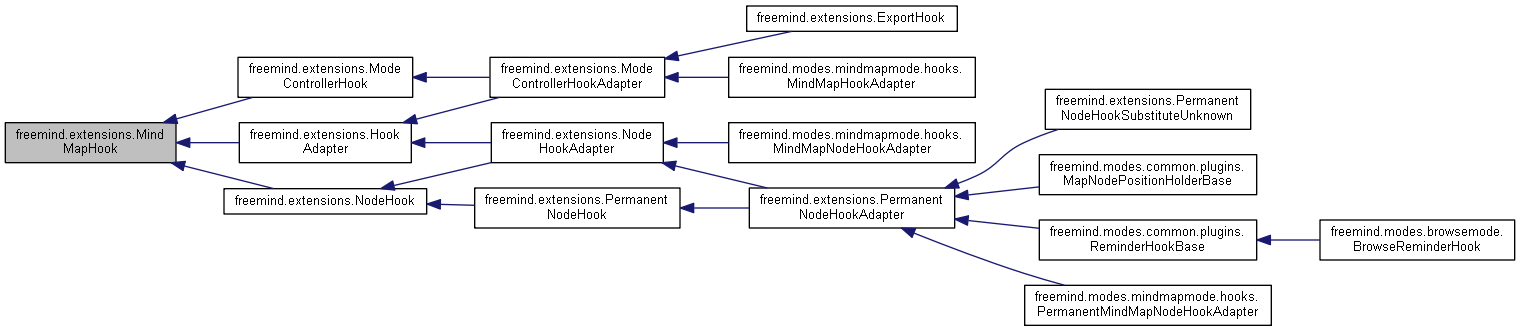 freemind.extensions.ExportHook
freemind.extensions.Mode
ControllerHook
freemind.extensions.Mode
ControllerHookAdapter
freemind.modes.mindmapmode.hooks.
MindMapHookAdapter
freemind.extensions.Permanent
NodeHookSubstituteUnknown
freemind.extensions.Mind
MapHook
freemind.extensions.Hook
Adapter
freemind.extensions.Node
HookAdapter
freemind.modes.mindmapmode.hooks.
MindMapNodeHookAdapter
freemind.modes.common.plugins.
MapNodePositionHolderBase
freemind.extensions.NodeHook
freemind.extensions.Permanent
NodeHook
freemind.extensions.Permanent
NodeHookAdapter
freemind.modes.common.plugins.
ReminderHookBase
freemind.modes.browsemode.
BrowseReminderHook
freemind.modes.mindmapmode.hooks.
PermanentMindMapNodeHookAdapter